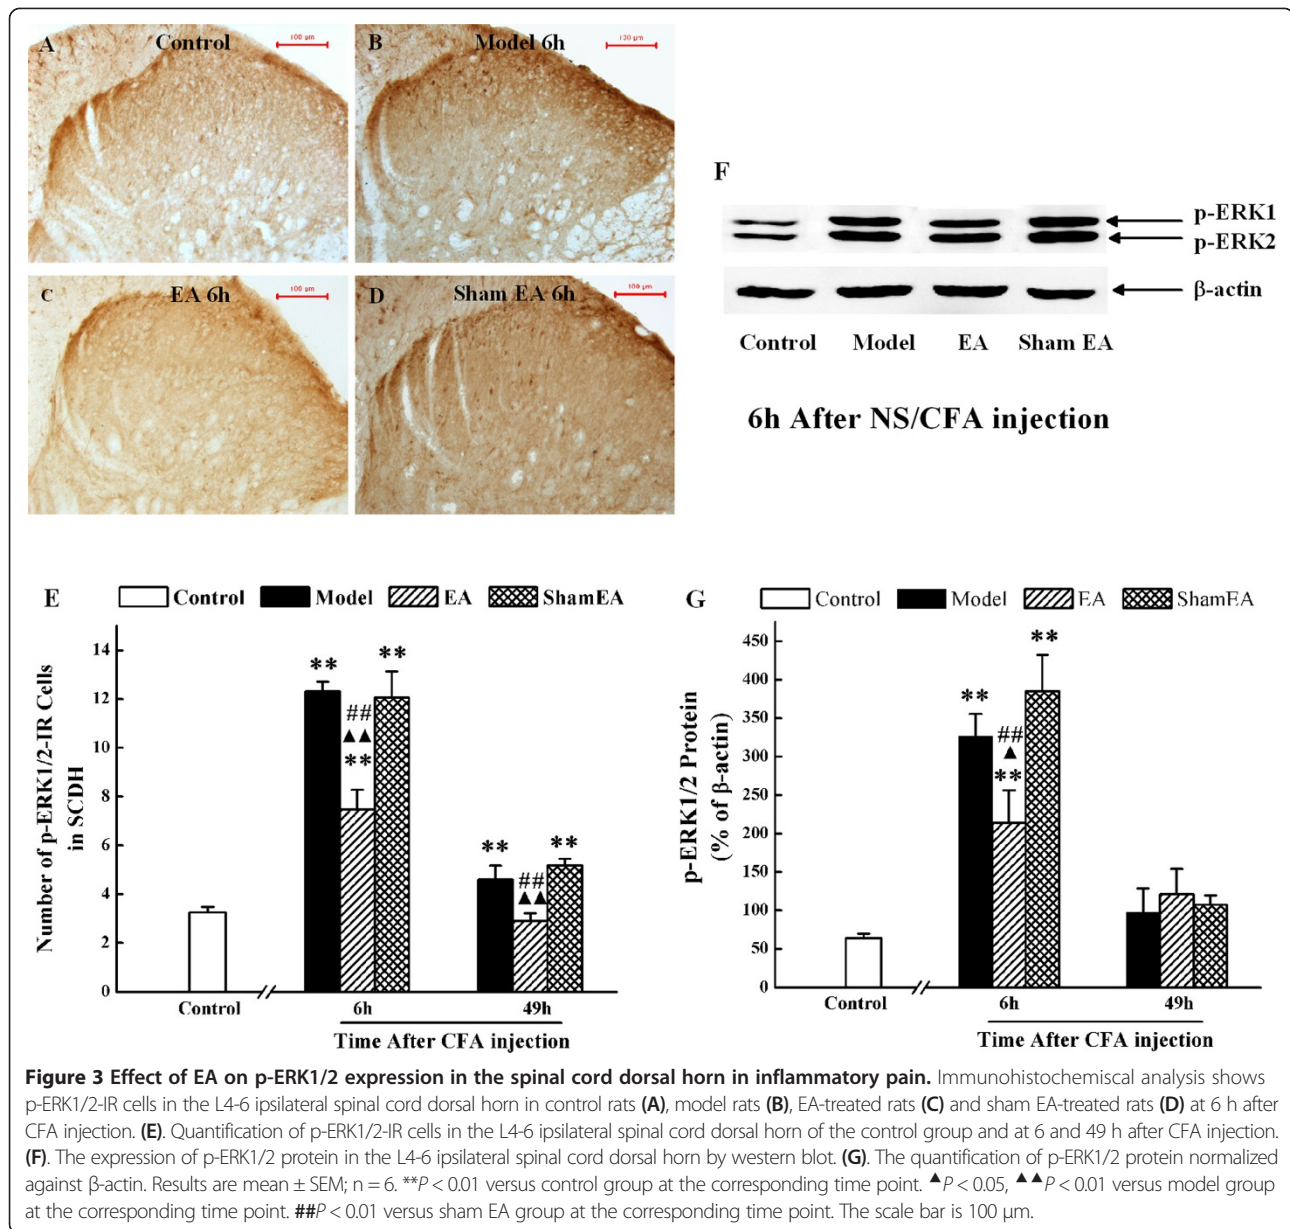 A Control 100 μm
B Model 6h 130 μm
C EA 6h 100 μm
D Sham EA 6h 100 μm
F
p-ERK1
p-ERK2
β-actin
Control Model EA Sham EA
6h After NS/CFA injection
E Control Model EA ShamEA
Number of p-ERK1/2-IR Cells
in SCDH
14
12
10
8
6
4
2
0
** ## ▲▲ ** **
** ## ▲▲ **
Control 6h 49h
Time After CFA injection
G Control Model EA ShamEA
p-ERK1/2 Protein
(% of β-actin)
450
400
350
300
250
200
150
100
50
0
** ## ▲ ** **
Control 6h 49h
Time After CFA injection
Figure 3 Effect of EA on p-ERK1/2 expression in the spinal cord dorsal horn in inflammatory pain. Immunohistochemiscal analysis shows
p-ERK1/2-IR cells in the L4-6 ipsilateral spinal cord dorsal horn in control rats (A), model rats (B), EA-treated rats (C) and sham EA-treated rats (D) at 6 h after
CFA injection. (E). Quantification of p-ERK1/2-IR cells in the L4-6 ipsilateral spinal cord dorsal horn of the control group and at 6 and 49 h after CFA injection.
(F). The expression of p-ERK1/2 protein in the L4-6 ipsilateral spinal cord dorsal horn by western blot. (G). The quantification of p-ERK1/2 protein normalized
against β-actin. Results are mean ± SEM; n = 6. **P < 0.01 versus control group at the corresponding time point. ▲P < 0.05, ▲▲P < 0.01 versus model group
at the corresponding time point. ##P < 0.01 versus sham EA group at the corresponding time point. The scale bar is 100 μm.